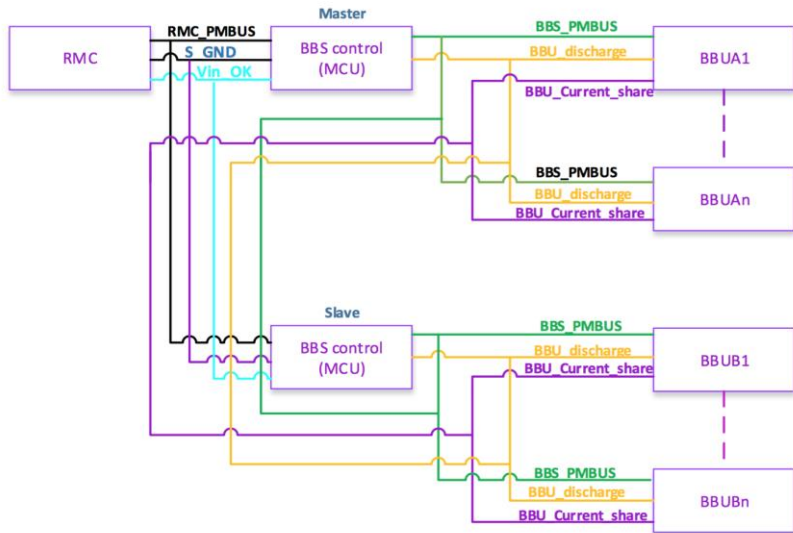 Master
RMC
RMC_PMBUS
S_GND
Vin_OK
BBS control
(MCU)
BBS_PMBUS
BBU_discharge
BBU_Current_share
BBUA1
BBS_PMBUS
BBU_discharge
BBU_Current_share
BBUAn
Slave
BBS control
(MCU)
BBS_PMBUS
BBU_discharge
BBU_Current_share
BBUB1
BBS_PMBUS
BBU_discharge
BBU_Current_share
BBUBn